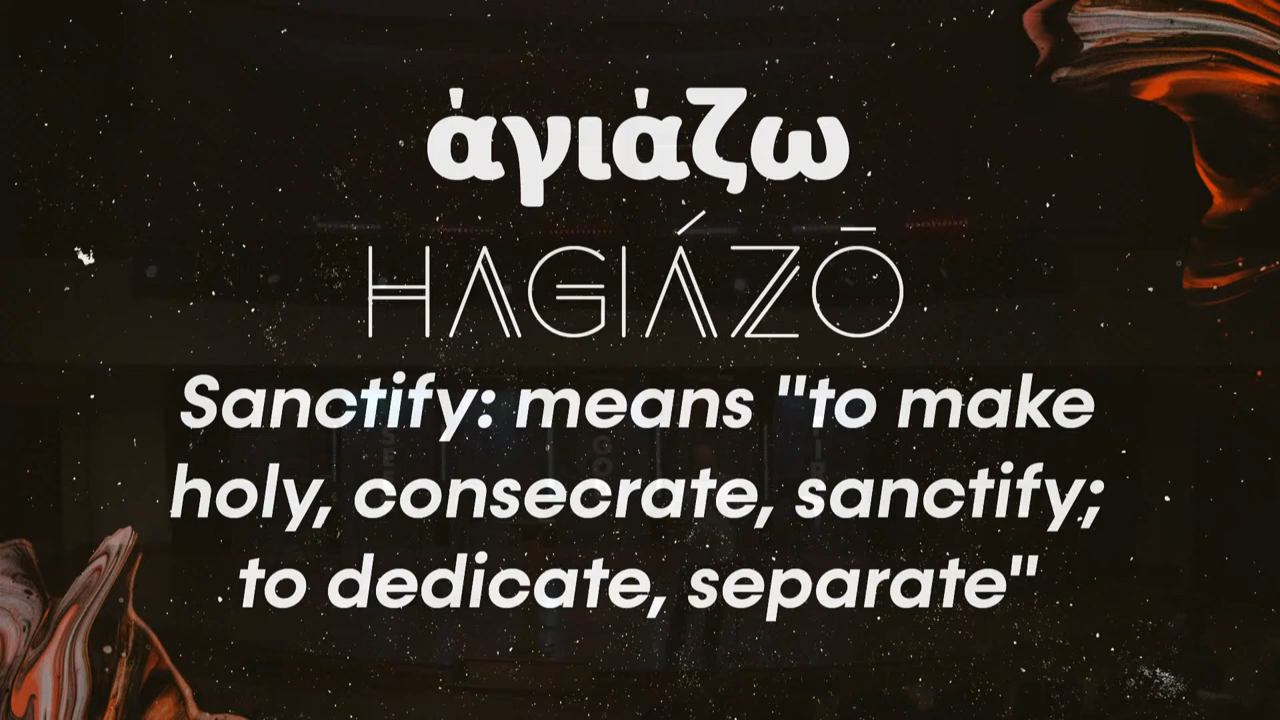 ἁγιάζω
HAGIÁZŌ
Sanctify: means "to make
holy, consecrate, sanctify;
to dedicate, separate"